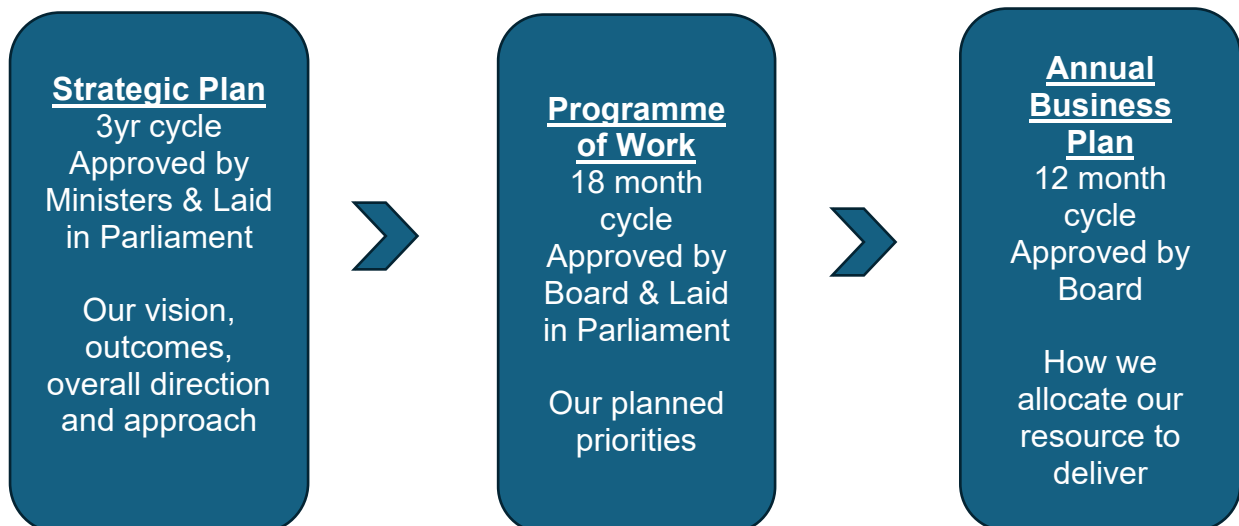 Strategic Plan
3yr cycle
Approved by
Ministers & Laid
in Parliament
Our vision,
outcomes,
overall direction
and approach
Programme
of Work
18 month
cycle
Approved by
Board & Laid
in Parliament
Our planned
priorities
Annual
Business
Plan
12 month
cycle
Approved by
Board
How we
allocate our
resource to
deliver